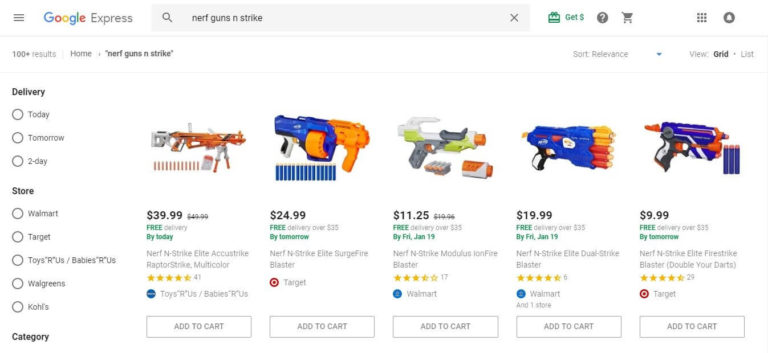 Google Express
nerf guns n strike
Get $
100+ results
Home › "nerf guns n strike"
Sort: Relevance
View: Grid • List
Delivery
Today
Tomorrow
2-day
Store
Walmart
Target
Toys"R"Us / Babies"R"Us
Walgreens
Kohl's
Category
$39.99 $49.99
FREE delivery
By today
Nerf N-Strike Elite Accustrike
RaptorStrike, Multicolor
41
Toys"R"Us / Babies"R"Us
ADD TO CART
$24.99
FREE delivery over $35
By tomorrow
Nerf N-Strike Elite SurgeFire
Blaster
Target
ADD TO CART
$11.25 $19.96
FREE delivery over $35
By Fri, Jan 19
Nerf N-Strike Modulus IonFire
Blaster
17
Walmart
ADD TO CART
$19.99
FREE delivery over $35
By Fri, Jan 19
Nerf N-Strike Elite Dual-Strike
Blaster
6
Walmart
And 1 store
ADD TO CART
$9.99
FREE delivery over $35
By tomorrow
Nerf N-Strike Elite Firestrike
Blaster (Double Your Darts)
29
Target
ADD TO CART